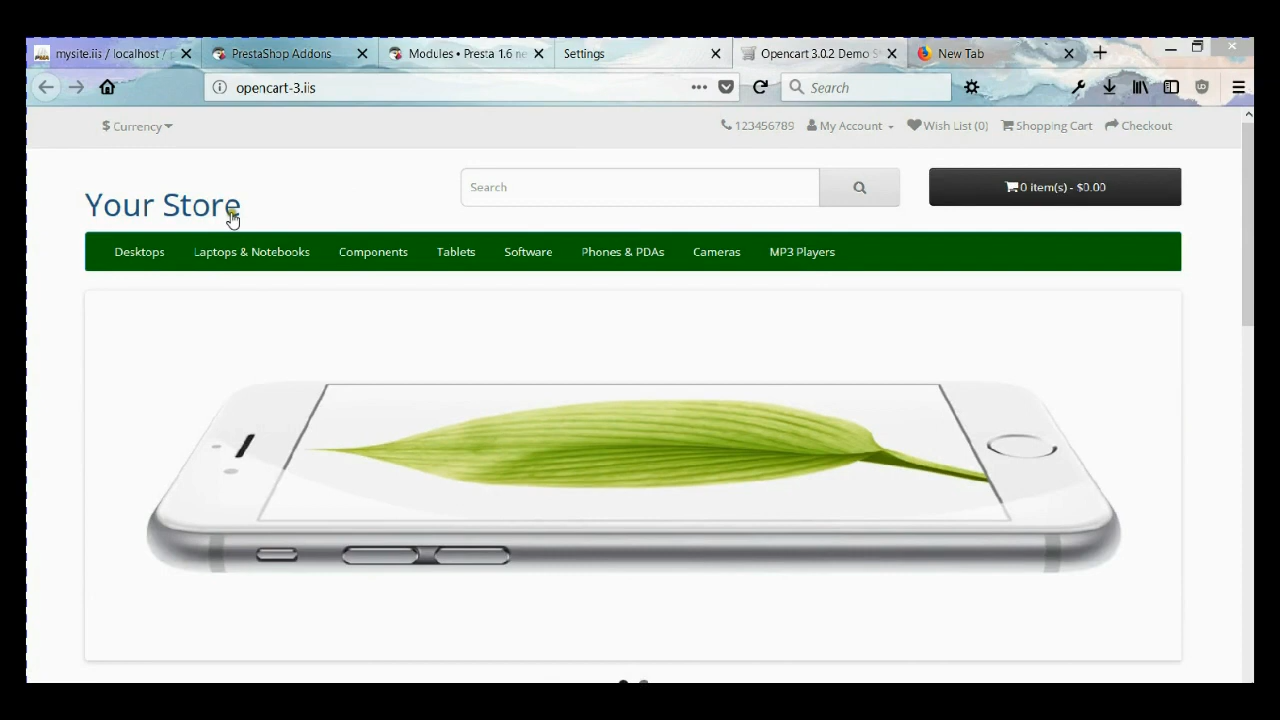 mysite.iis / localhost /
PrestaShop Addons
Modules • Presta 1.6 ne
Settings
Opencart 3.0.2 Demo S
New Tab
opencart-3.iis
Search
$ Currency
123456789
My Account
Wish List (0)
Shopping Cart
Checkout
Your Store
Search
0 item(s) - $0.00
Desktops
Laptops & Notebooks
Components
Tablets
Software
Phones & PDAs
Cameras
MP3 Players